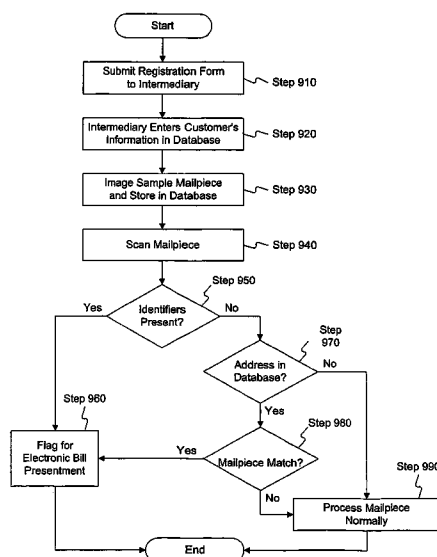 Start
Submit Registration Form
to Intermediary
Step 910
Intermediary Enters Customer's
Information in Database
Step 920
Image Sample Mailpiece
and Store in Database
Step 930
Scan Mailpiece
Step 940
Step 950
Yes
Identifiers
Present?
No
Step
970
Address in
Database?
No
Yes
Step 960
Step 980
Flag for
Electronic Bill
Presentment
Yes
Mailpiece Match?
No
Step 990
Process Mailpiece
Normally
End